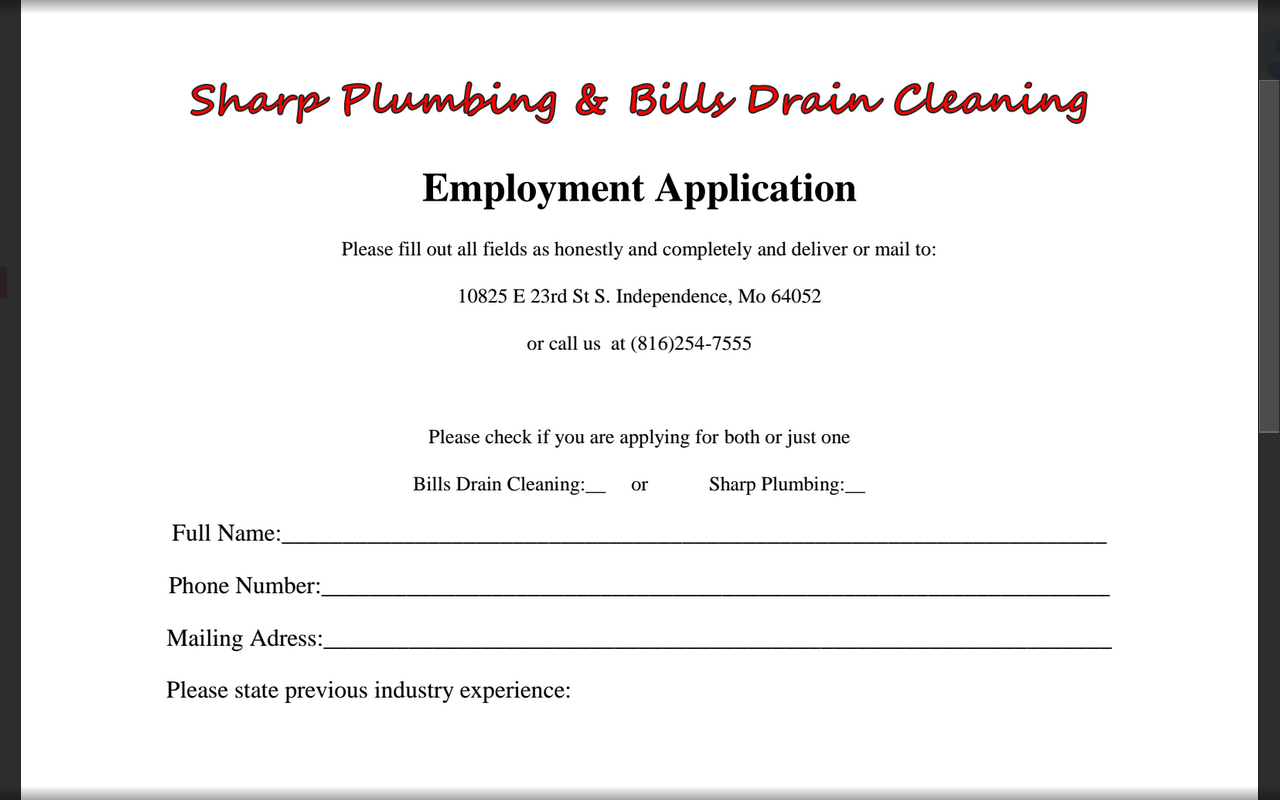 Sharp Plumbing & Bills Drain Cleaning
Employment Application
Please fill out all fields as honestly and completely and deliver or mail to:
10825 E 23rd St S. Independence, Mo 64052
or call us  at (816)254-7555
Please check if you are applying for both or just one
Bills Drain Cleaning:__ or Sharp Plumbing:__
Full Name:____________________________________________________________________
Phone Number:_________________________________________________________________
Mailing Adress:_________________________________________________________________
Please state previous industry experience: